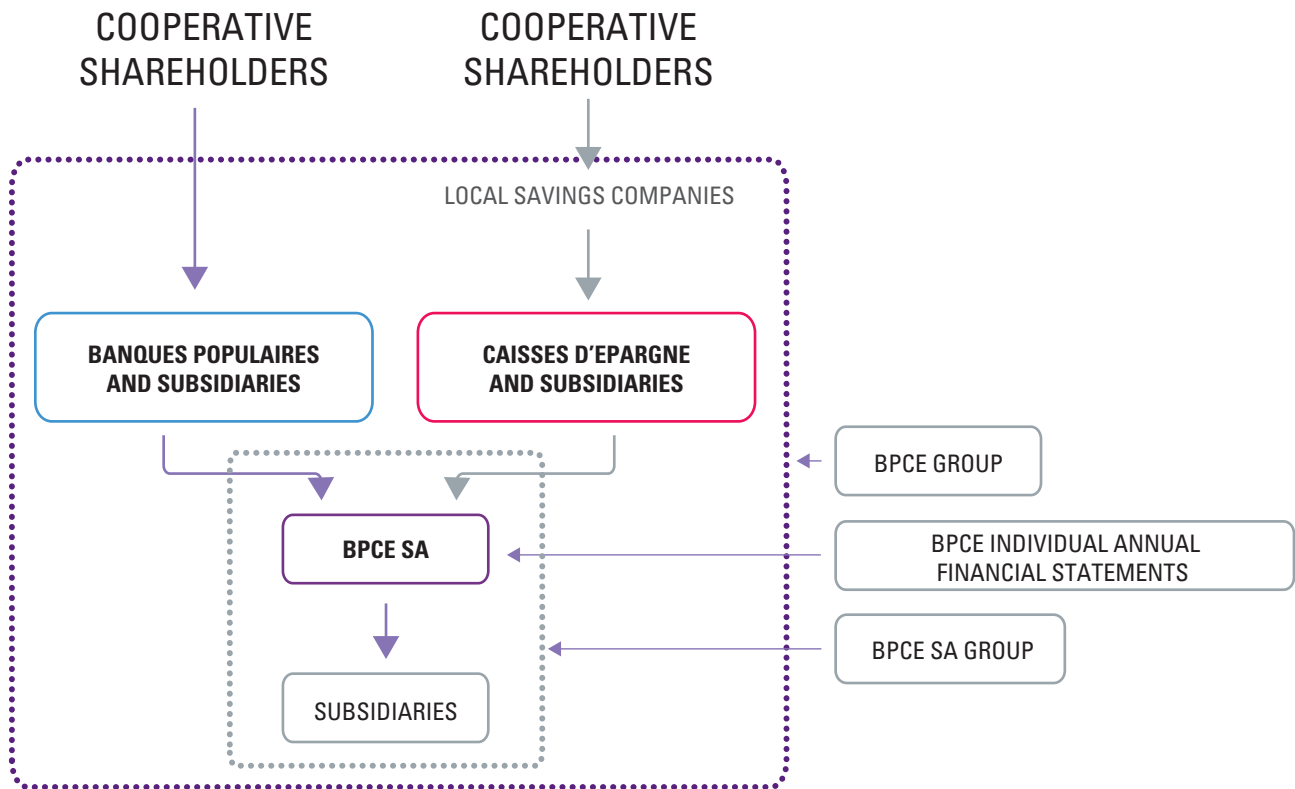 COOPERATIVE
SHAREHOLDERS
COOPERATIVE
SHAREHOLDERS
LOCAL SAVINGS COMPANIES
BANQUES POPULAIRES
AND SUBSIDIARIES
CAISSES D'EPARGNE
AND SUBSIDIARIES
BPCE GROUP
BPCE SA
BPCE INDIVIDUAL ANNUAL
FINANCIAL STATEMENTS
BPCE SA GROUP
SUBSIDIARIES